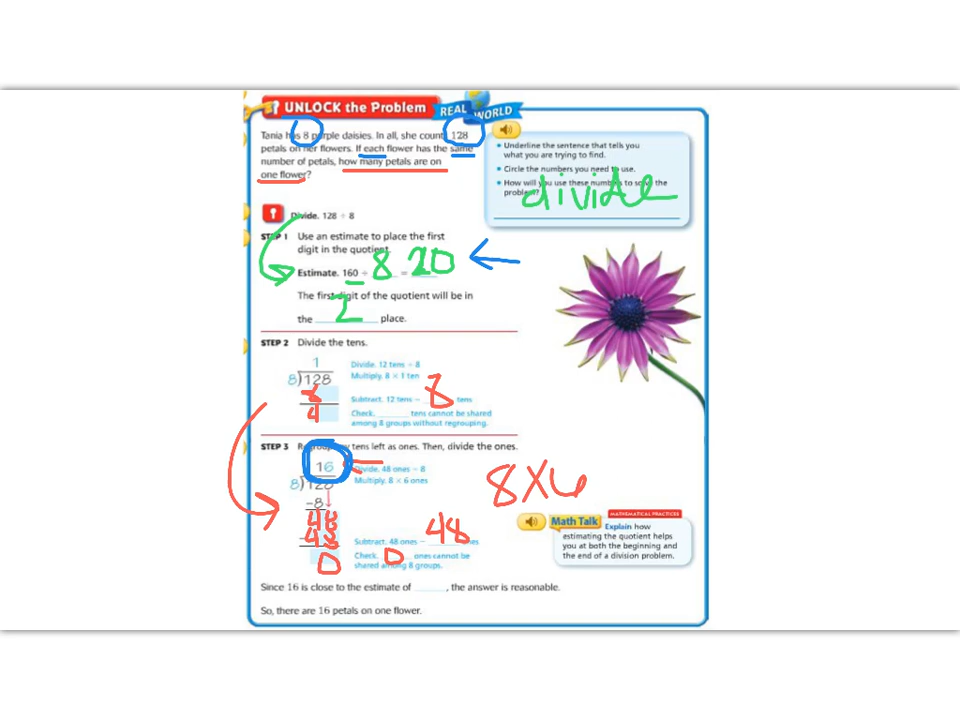 UNLOCK the Problem REAL WORLD
Tania has 8 purple daisies. In all, she counts 128
petals on her flowers. If each flower has the same
number of petals, how many petals are on
one flower?
• Underline the sentence that tells you
what you are trying to find.
• Circle the numbers you need to use.
• How will you use these numbers to solve the
problem?
divide
Divide. 128 ÷ 8
STEP 1 Use an estimate to place the first
digit in the quotient.
Estimate. 160 ÷ 8 = 20
The first digit of the quotient will be in
the ______ place.
2
STEP 2 Divide the tens.
1
8)128
8
4
Divide. 12 tens ÷ 8
Multiply. 8 × 1 ten
Subtract. 12 tens − 8 tens
Check. ______ tens cannot be shared
among 8 groups without regrouping.
STEP 3 Regroup any tens left as ones. Then, divide the ones.
16
8)128
-8
48
-48
0
Divide. 48 ones ÷ 8
Multiply. 8 × 6 ones
8×6
Subtract. 48 ones − 48 ones
Check. 0 ones cannot be
shared among 8 groups.
MATHEMATICAL PRACTICES
Math Talk Explain how
estimating the quotient helps
you at both the beginning and
the end of a division problem.
Since 16 is close to the estimate of ______, the answer is reasonable.
So, there are 16 petals on one flower.